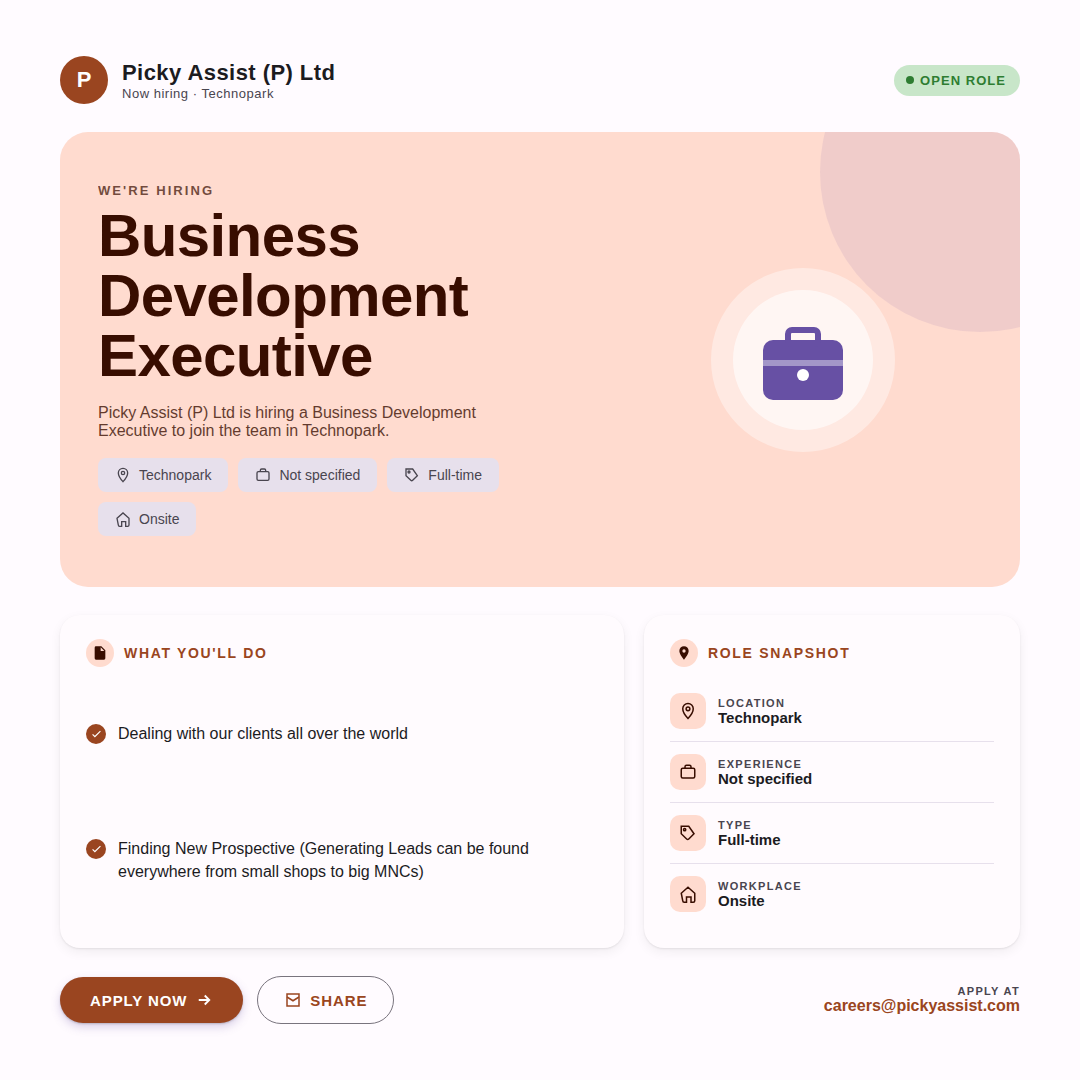 P
Picky Assist (P) Ltd
Now hiring · Technopark
OPEN ROLE
WE'RE HIRING
Business
Development
Executive
Picky Assist (P) Ltd is hiring a Business Development
Executive to join the team in Technopark.
Technopark
Not specified
Full-time
Onsite
WHAT YOU'LL DO
Dealing with our clients all over the world
Finding New Prospective (Generating Leads can be found
everywhere from small shops to big MNCs)
ROLE SNAPSHOT
LOCATION
Technopark
EXPERIENCE
Not specified
TYPE
Full-time
WORKPLACE
Onsite
APPLY NOW
SHARE
APPLY AT
careers@pickyassist.com